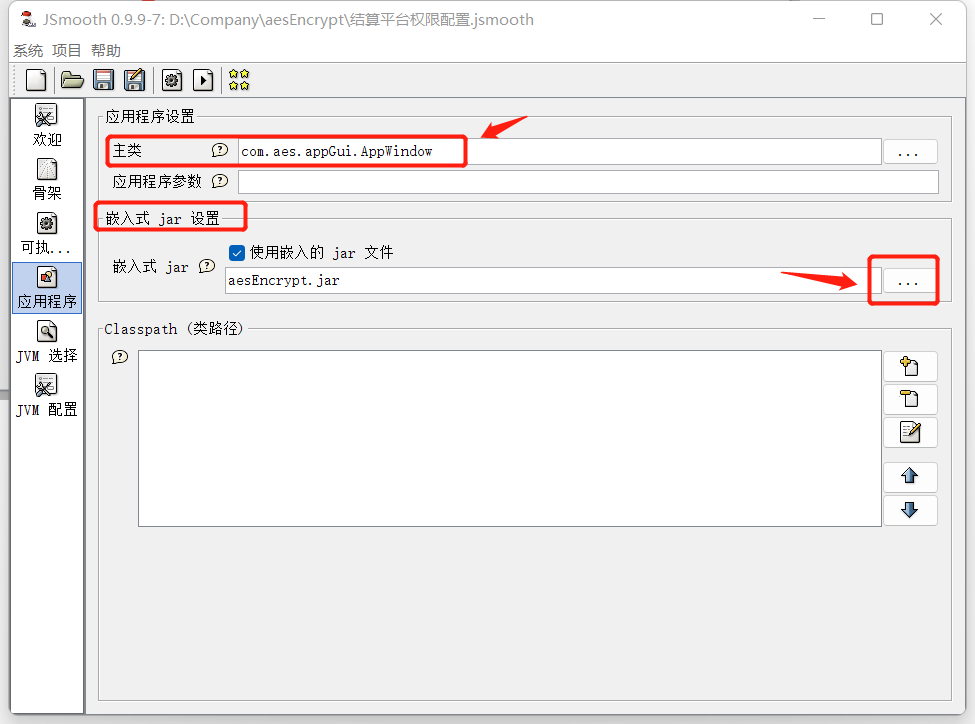 JSmooth 0.9.9-7: D:\Company\aesEncrypt\结算平台权限配置.jsmooth
系统 项目 帮助
欢迎
骨架
可执...
应用程序
JVM 选择
JVM 配置
应用程序设置
主类 com.aes.appGui.AppWindow ...
应用程序参数
嵌入式 jar 设置
使用嵌入的 jar 文件
嵌入式 jar
aesEncrypt.jar ...
Classpath (类路径)